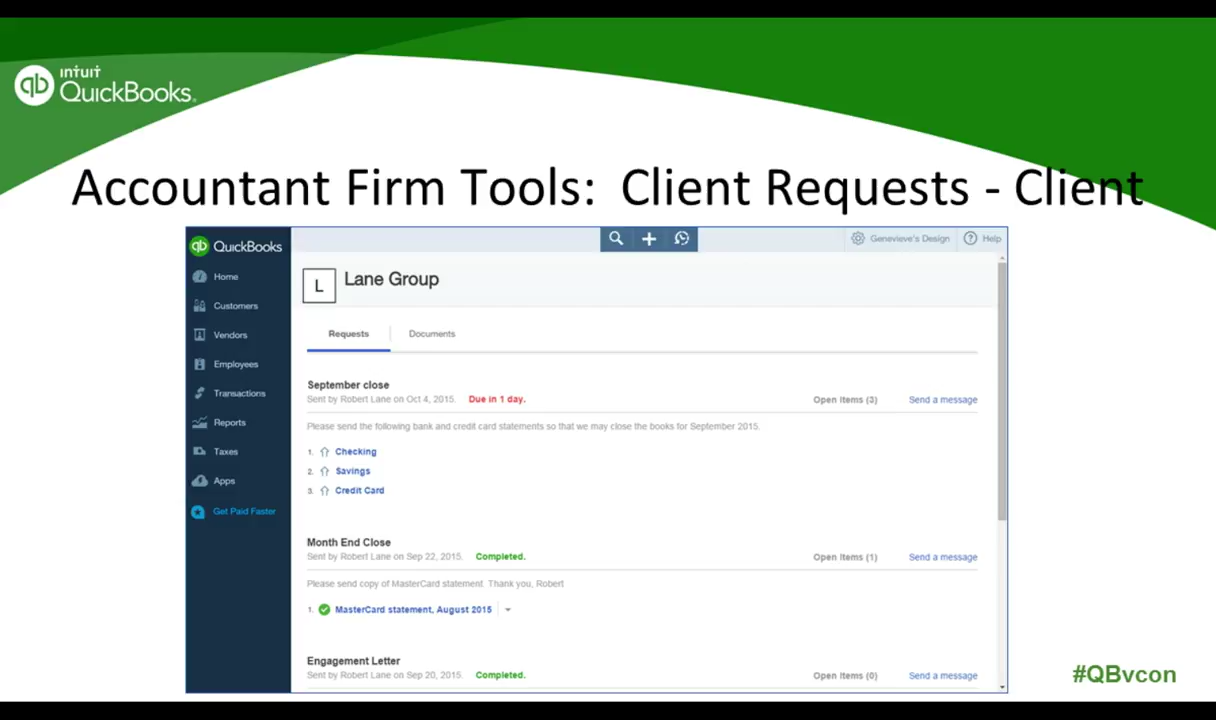 intuit
QuickBooks.
Accountant Firm Tools: Client Requests - Client
qb QuickBooks
Genevieve's Design
Help
Home
Customers
Vendors
Employees
Transactions
Reports
Taxes
Apps
Get Paid Faster
L Lane Group
Requests Documents
September close
Sent by Robert Lane on Oct 4, 2015. Due in 1 day. Open Items (3) Send a message
Please send the following bank and credit card statements so that we may close the books for September 2015.
1. Checking
2. Savings
3. Credit Card
Month End Close
Sent by Robert Lane on Sep 22, 2015. Completed. Open Items (1) Send a message
Please send copy of MasterCard statement. Thank you, Robert
1. MasterCard statement, August 2015
Engagement Letter
Sent by Robert Lane on Sep 20, 2015. Completed. Open Items (0) Send a message
#QBvcon